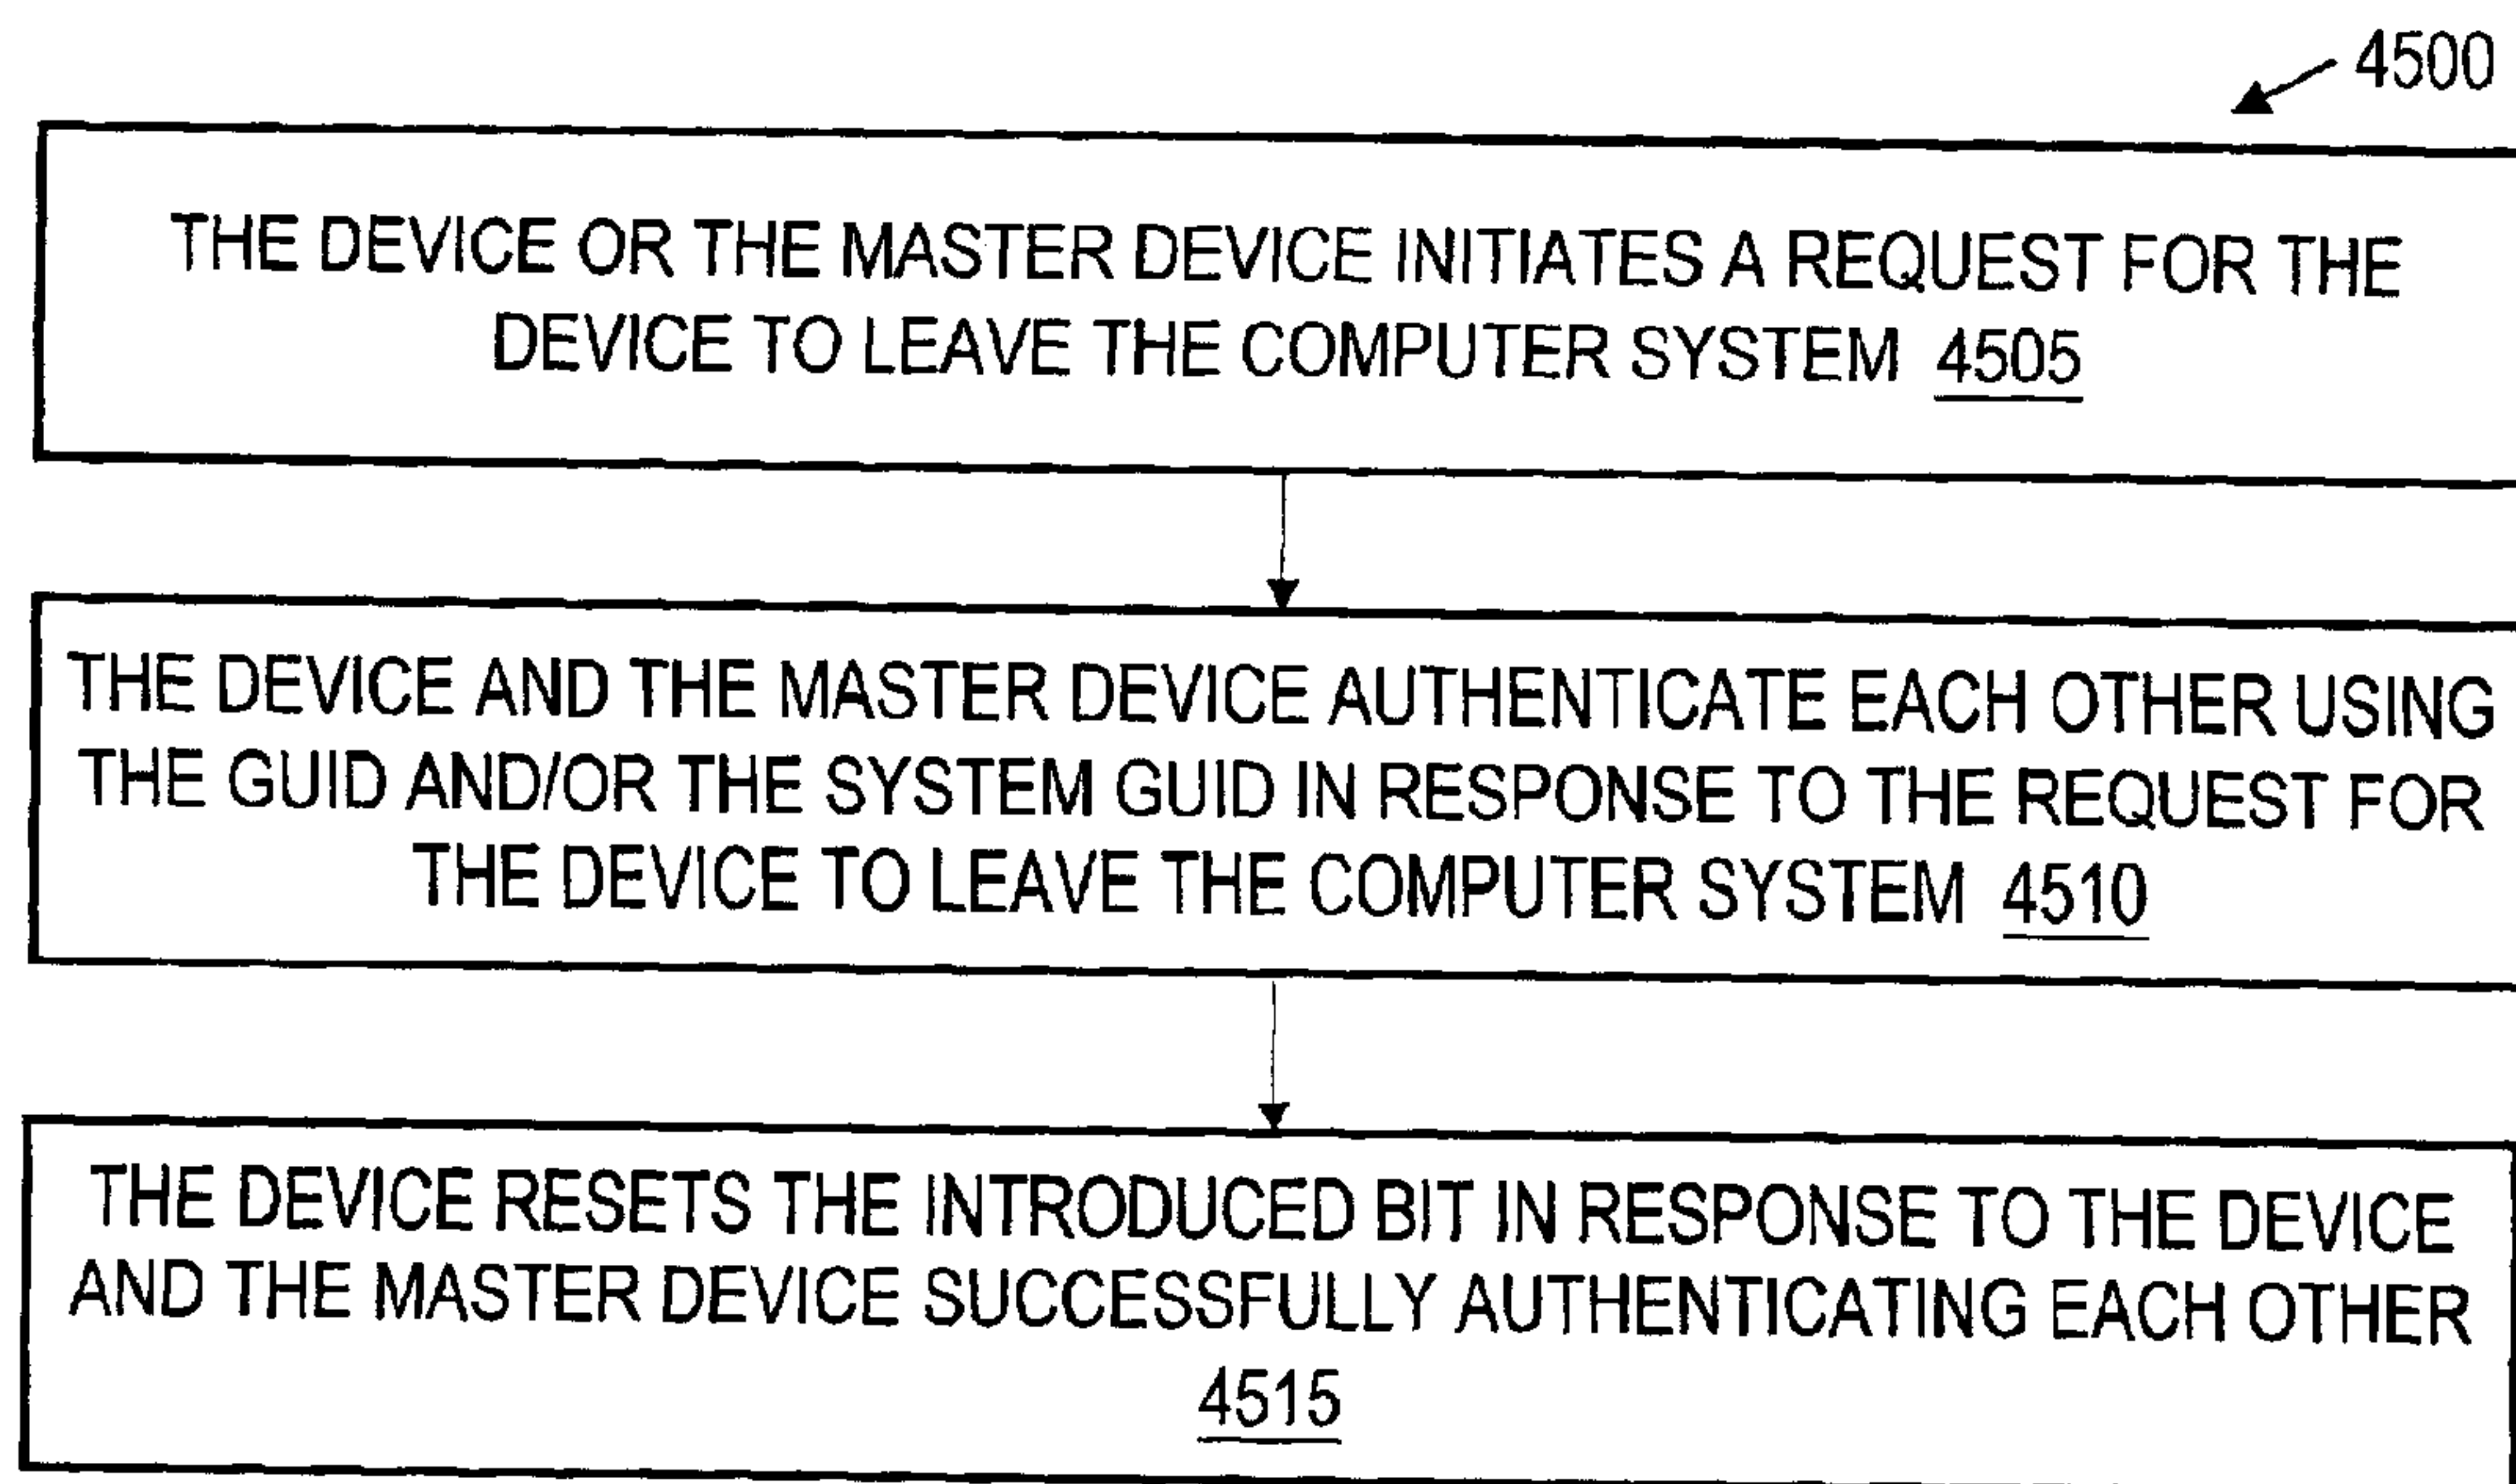 4500
THE DEVICE OR THE MASTER DEVICE INITIATES A REQUEST FOR THE
DEVICE TO LEAVE THE COMPUTER SYSTEM 4505
THE DEVICE AND THE MASTER DEVICE AUTHENTICATE EACH OTHER USING
THE GUID AND/OR THE SYSTEM GUID IN RESPONSE TO THE REQUEST FOR
THE DEVICE TO LEAVE THE COMPUTER SYSTEM 4510
THE DEVICE RESETS THE INTRODUCED BIT IN RESPONSE TO THE DEVICE
AND THE MASTER DEVICE SUCCESSFULLY AUTHENTICATING EACH OTHER
4515